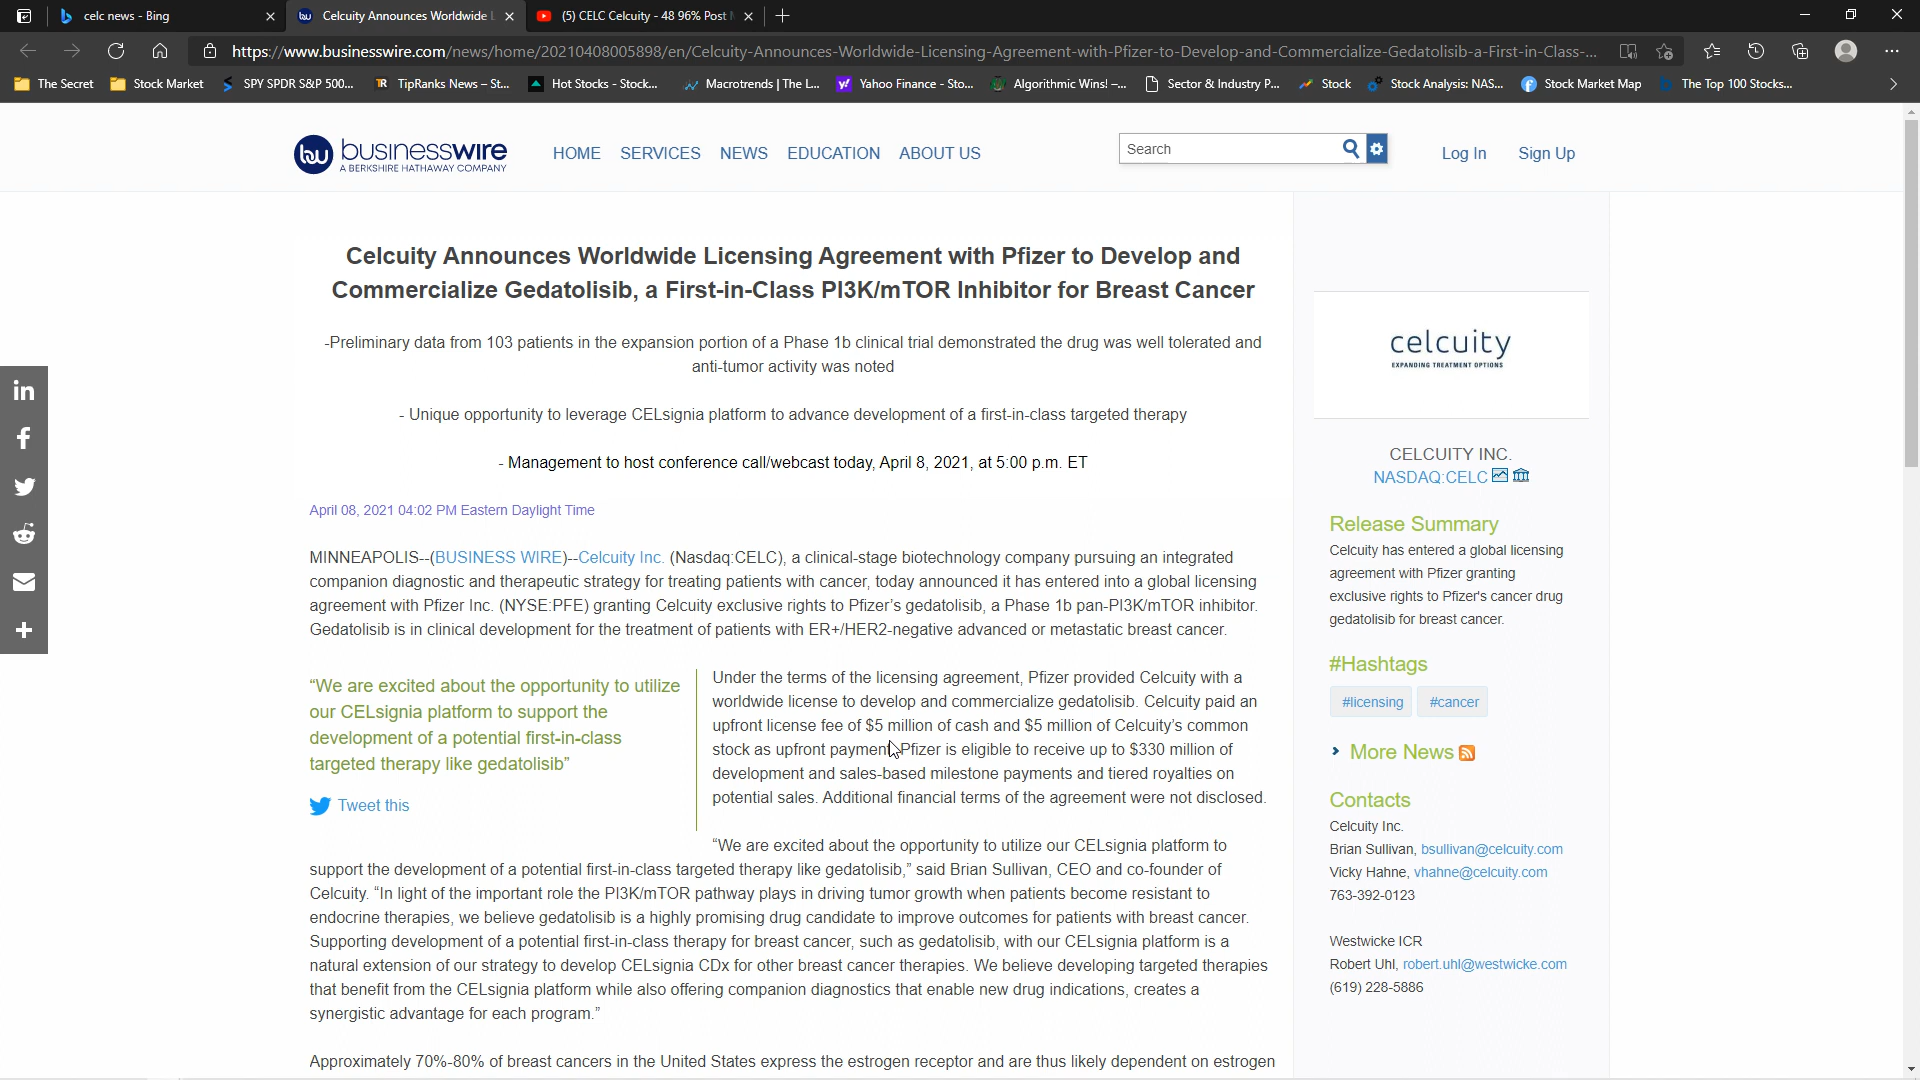 celc news - Bing
Celcuity Announces Worldwide L
(5) CELC Celcuity - 48 96% Post
https://www.businesswire.com/news/home/20210408005898/en/Celcuity-Announces-Worldwide-Licensing-Agreement-with-Pfizer-to-Develop-and-Commercialize-Gedatolisib-a-First-in-Class-...
The Secret
Stock Market
SPY SPDR S&P 500...
TipRanks News – St...
Hot Stocks - Stock...
Macrotrends | The L...
Yahoo Finance - Sto...
Algorithmic Wins! –...
Sector & Industry P...
Stock
Stock Analysis: NAS...
Stock Market Map
The Top 100 Stocks...
bw businesswire
A BERKSHIRE HATHAWAY COMPANY
HOME SERVICES NEWS EDUCATION ABOUT US
Search
Log In
Sign Up
Celcuity Announces Worldwide Licensing Agreement with Pfizer to Develop and
Commercialize Gedatolisib, a First-in-Class PI3K/mTOR Inhibitor for Breast Cancer
-Preliminary data from 103 patients in the expansion portion of a Phase 1b clinical trial demonstrated the drug was well tolerated and
anti-tumor activity was noted
- Unique opportunity to leverage CELsignia platform to advance development of a first-in-class targeted therapy
- Management to host conference call/webcast today, April 8, 2021, at 5:00 p.m. ET
April 08, 2021 04:02 PM Eastern Daylight Time
MINNEAPOLIS--(BUSINESS WIRE)--Celcuity Inc. (Nasdaq:CELC), a clinical-stage biotechnology company pursuing an integrated
companion diagnostic and therapeutic strategy for treating patients with cancer, today announced it has entered into a global licensing
agreement with Pfizer Inc. (NYSE:PFE) granting Celcuity exclusive rights to Pfizer’s gedatolisib, a Phase 1b pan-PI3K/mTOR inhibitor.
Gedatolisib is in clinical development for the treatment of patients with ER+/HER2-negative advanced or metastatic breast cancer.
“We are excited about the opportunity to utilize
our CELsignia platform to support the
development of a potential first-in-class
targeted therapy like gedatolisib”
Tweet this
Under the terms of the licensing agreement, Pfizer provided Celcuity with a
worldwide license to develop and commercialize gedatolisib. Celcuity paid an
upfront license fee of $5 million of cash and $5 million of Celcuity’s common
stock as upfront payment. Pfizer is eligible to receive up to $330 million of
development and sales-based milestone payments and tiered royalties on
potential sales. Additional financial terms of the agreement were not disclosed.
“We are excited about the opportunity to utilize our CELsignia platform to
support the development of a potential first-in-class targeted therapy like gedatolisib,” said Brian Sullivan, CEO and co-founder of
Celcuity. “In light of the important role the PI3K/mTOR pathway plays in driving tumor growth when patients become resistant to
endocrine therapies, we believe gedatolisib is a highly promising drug candidate to improve outcomes for patients with breast cancer.
Supporting development of a potential first-in-class therapy for breast cancer, such as gedatolisib, with our CELsignia platform is a
natural extension of our strategy to develop CELsignia CDx for other breast cancer therapies. We believe developing targeted therapies
that benefit from the CELsignia platform while also offering companion diagnostics that enable new drug indications, creates a
synergistic advantage for each program.”
Approximately 70%-80% of breast cancers in the United States express the estrogen receptor and are thus likely dependent on estrogen
celcuity
EXPANDING TREATMENT OPTIONS
CELCUITY INC.
NASDAQ:CELC
Release Summary
Celcuity has entered a global licensing
agreement with Pfizer granting
exclusive rights to Pfizer's cancer drug
gedatolisib for breast cancer.
#Hashtags
#licensing #cancer
More News
Contacts
Celcuity Inc.
Brian Sullivan, bsullivan@celcuity.com
Vicky Hahne, vhahne@celcuity.com
763-392-0123
Westwicke ICR
Robert Uhl, robert.uhl@westwicke.com
(619) 228-5886